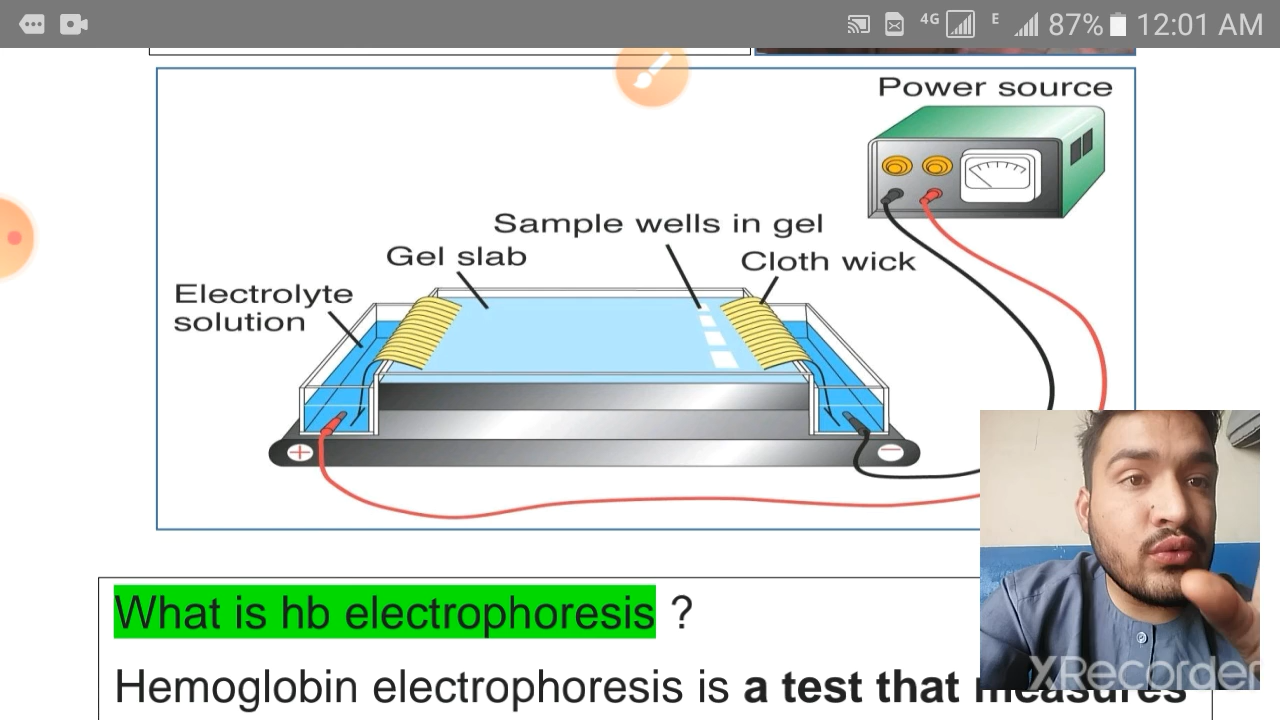 4G E 87% 12:01 AM
Power source
Sample wells in gel
Gel slab
Cloth wick
Electrolyte
solution
+ −
What is hb electrophoresis ?
Hemoglobin electrophoresis is a test that measures
XRecorder